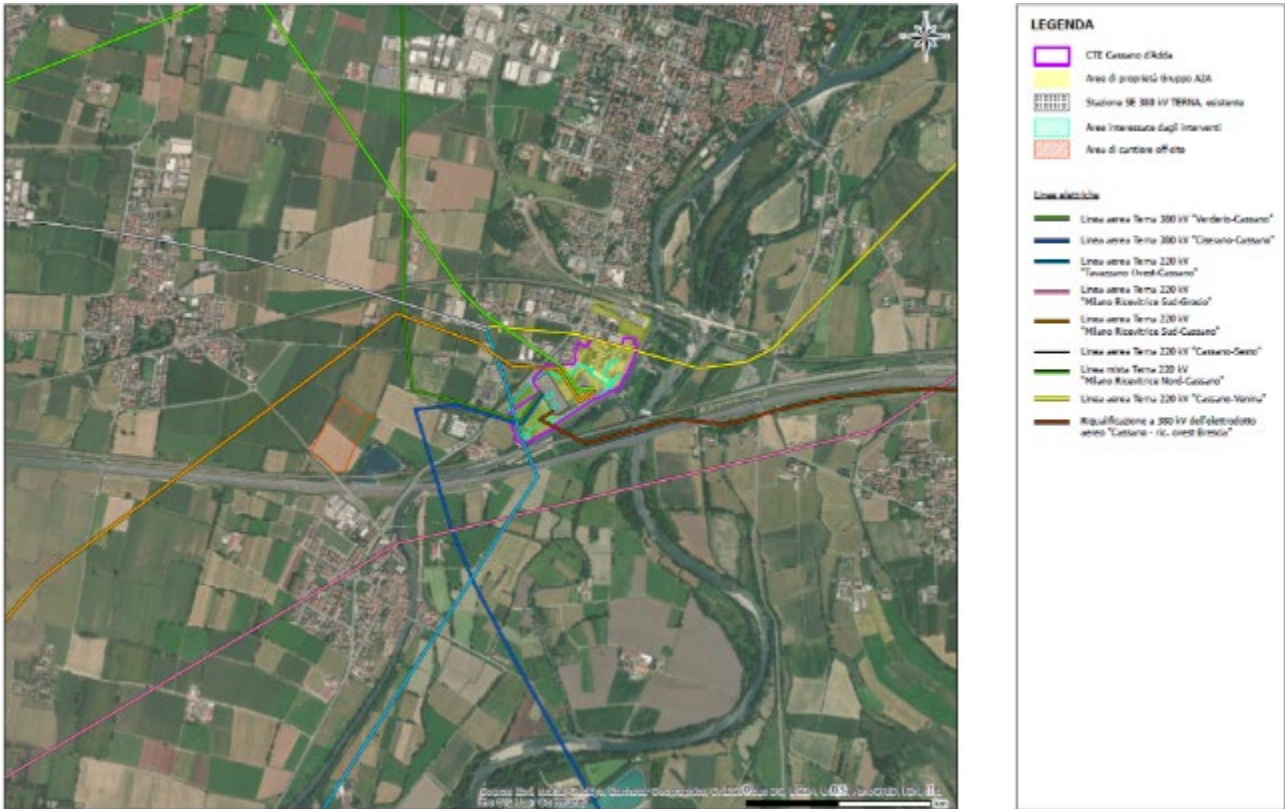 LEGENDA
CTE Cassano d'Adda
Aree di proprietà Gruppo A2A
Stazione SE 380 kV TERNA, esistente
Aree interessate dagli interventi
Area di cantiere off-site
Linee elettriche
Linea aerea Terna 380 kV "Verderio-Cassano"
Linea aerea Terna 380 kV "Ciserano-Cassano"
Linea aerea Terna 220 kV
"Tavazzano Ovest-Cassano"
Linea aerea Terna 220 kV
"Milano Ricevitrice Sud-Grosio"
Linea aerea Terna 220 kV
"Milano Ricevitrice Sud-Cassano"
Linea aerea Terna 220 kV "Cassano-Sesto"
Linea mista Terna 220 kV
"Milano Ricevitrice Nord-Cassano"
Linea aerea Terna 220 kV "Cassano-Venina"
Riqualificazione a 380 kV dell'elettrodotto
aereo "Cassano - ric. ovest Brescia"